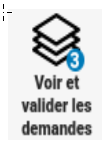 3
Voir et
valider les
demandes